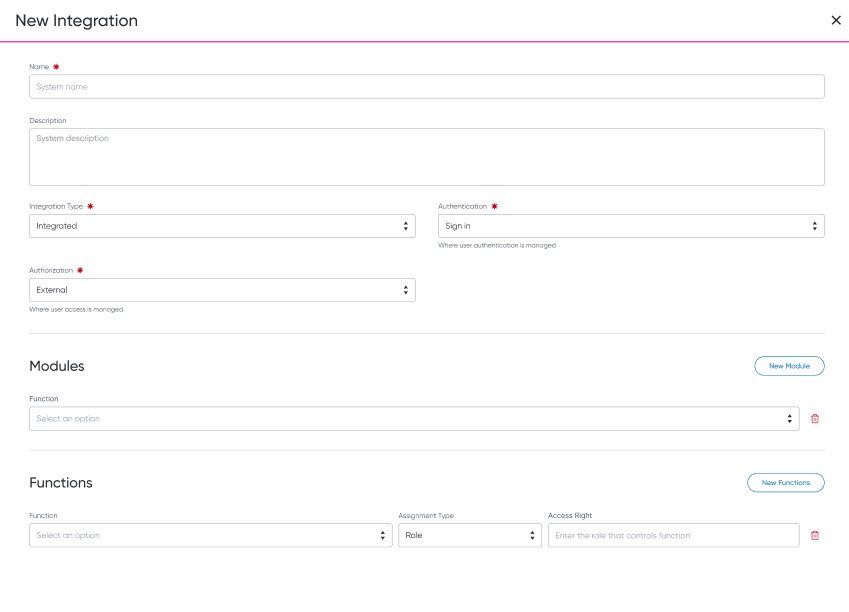 New Integration
Name *
System name
Description
System description
Integration Type * Authentication *
Integrated Sign in
Where user authentication is managed
Authorization *
External
Where user access is managed
Modules New Module
Function
Select an option
Functions New Functions
Function Assignment Type Access Right
Select an option Role Enter the role that controls function